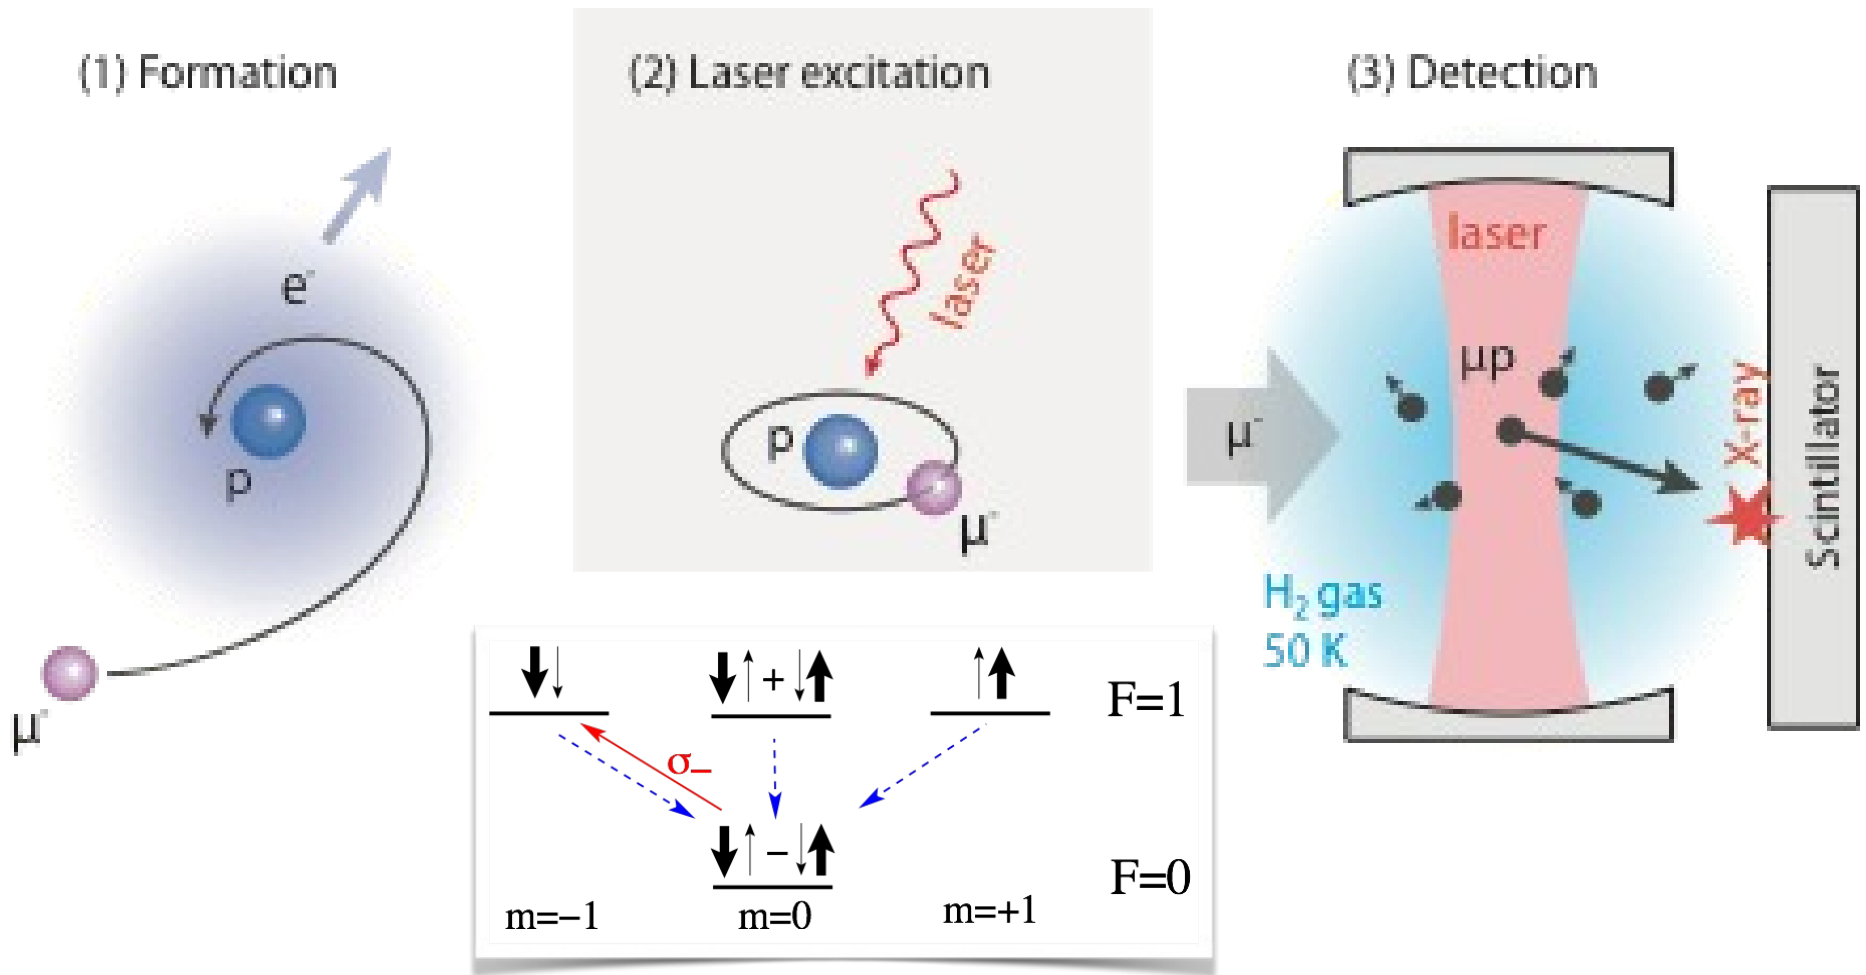 (1) Formation
e⁻
p
μ⁻
(2) Laser excitation
laser
p
μ⁻
(3) Detection
laser
μp
μ⁻
X-ray
Scintillator
H₂ gas
50 K
↓↓
↓↑+↓↑
↑↑
F=1
σ₋
↓↑−↓↑
F=0
m=−1
m=0
m=+1